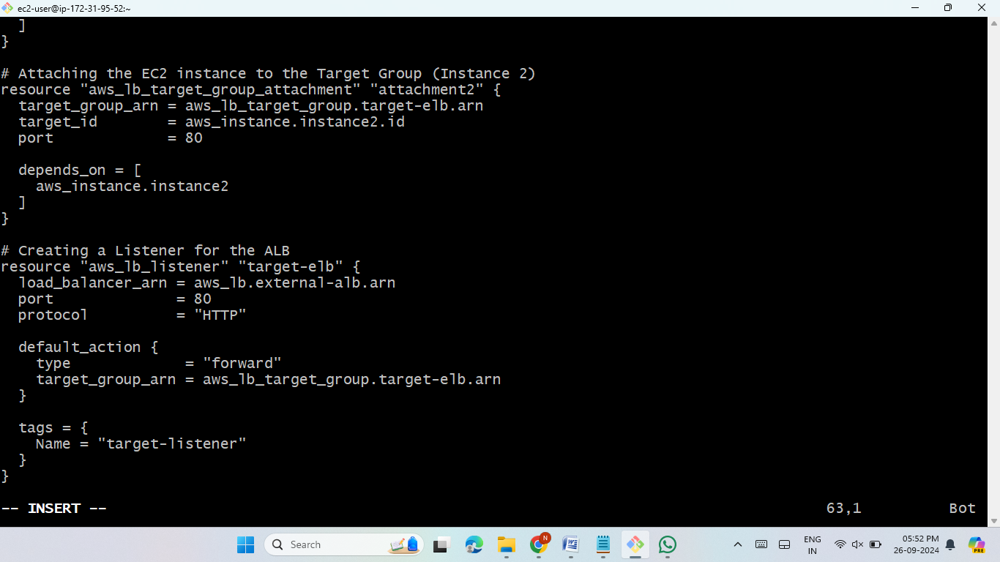 ec2-user@ip-172-31-95-52:~
  ]
}

# Attaching the EC2 instance to the Target Group (Instance 2)
resource "aws_lb_target_group_attachment" "attachment2" {
  target_group_arn = aws_lb_target_group.target-elb.arn
  target_id        = aws_instance.instance2.id
  port             = 80

  depends_on = [
    aws_instance.instance2
  ]
}

# Creating a Listener for the ALB
resource "aws_lb_listener" "target-elb" {
  load_balancer_arn = aws_lb.external-alb.arn
  port              = 80
  protocol          = "HTTP"

  default_action {
    type             = "forward"
    target_group_arn = aws_lb_target_group.target-elb.arn
  }

  tags = {
    Name = "target-listener"
  }
}
-- INSERT -- 63,1 Bot
Search
N
W
ENG
IN
05:52 PM
26-09-2024
PRE